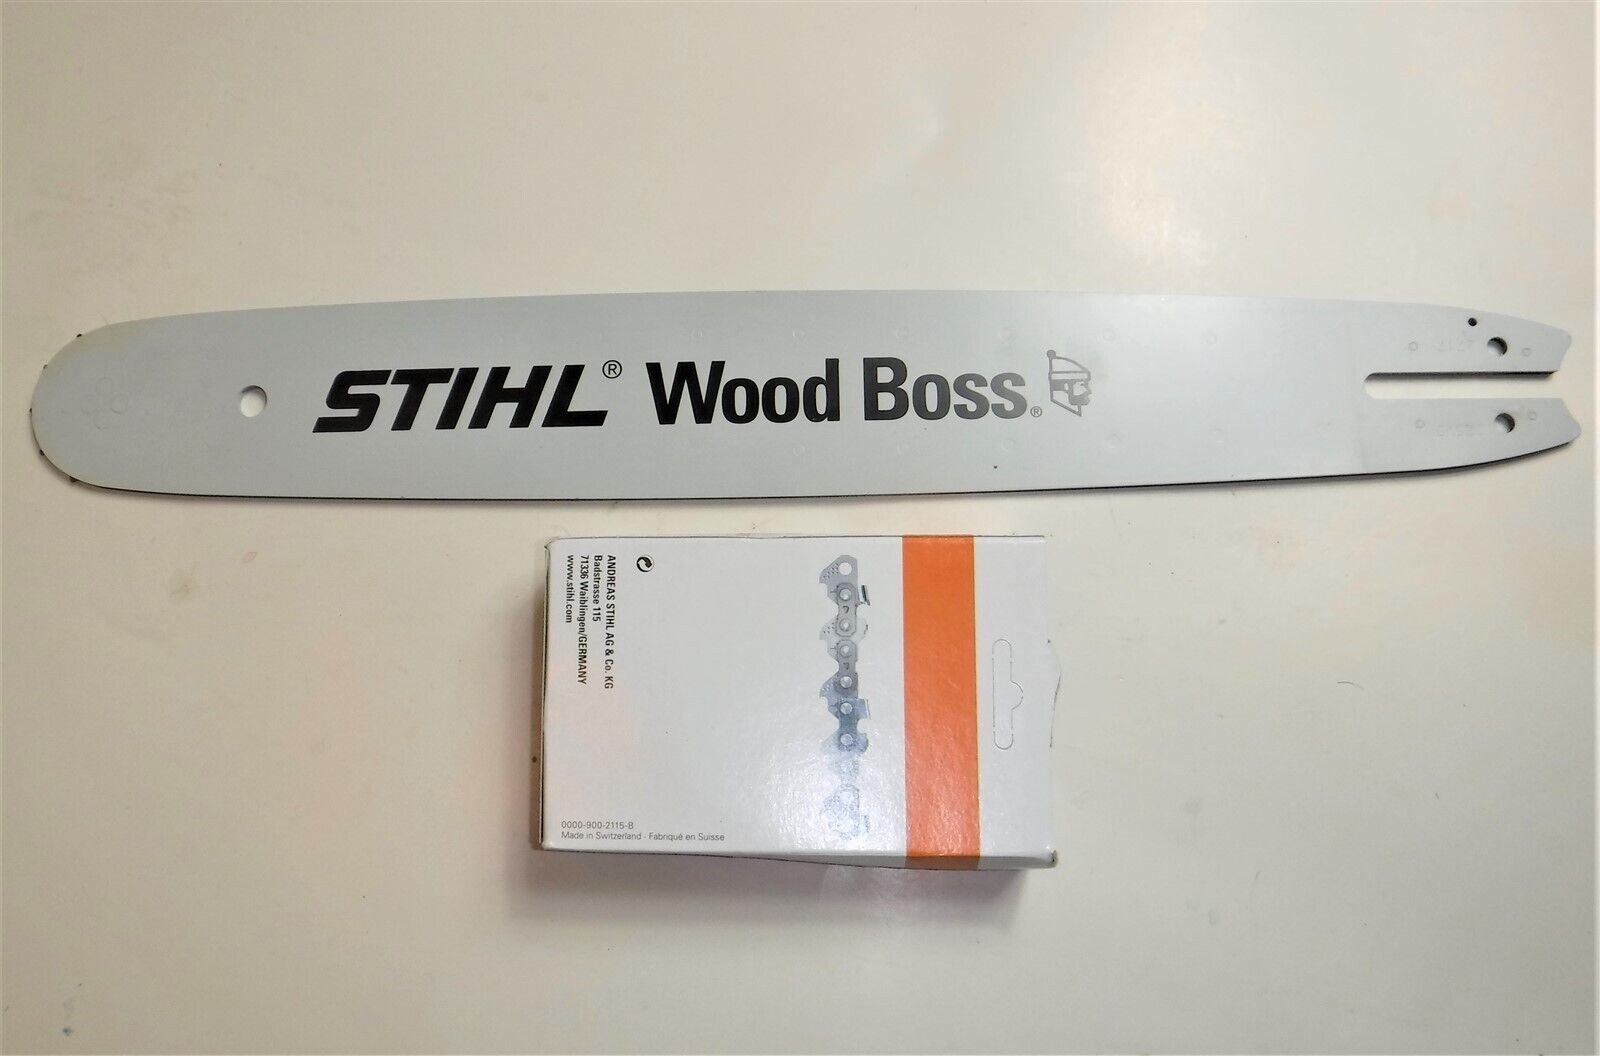 STIHL® Wood Boss®
ANDREAS STIHL AG & Co. KG
Badstrasse 115
71336 Waiblingen/GERMANY
www.stihl.com
0000-900-2115-B
Made in Switzerland · Fabriqué en Suisse